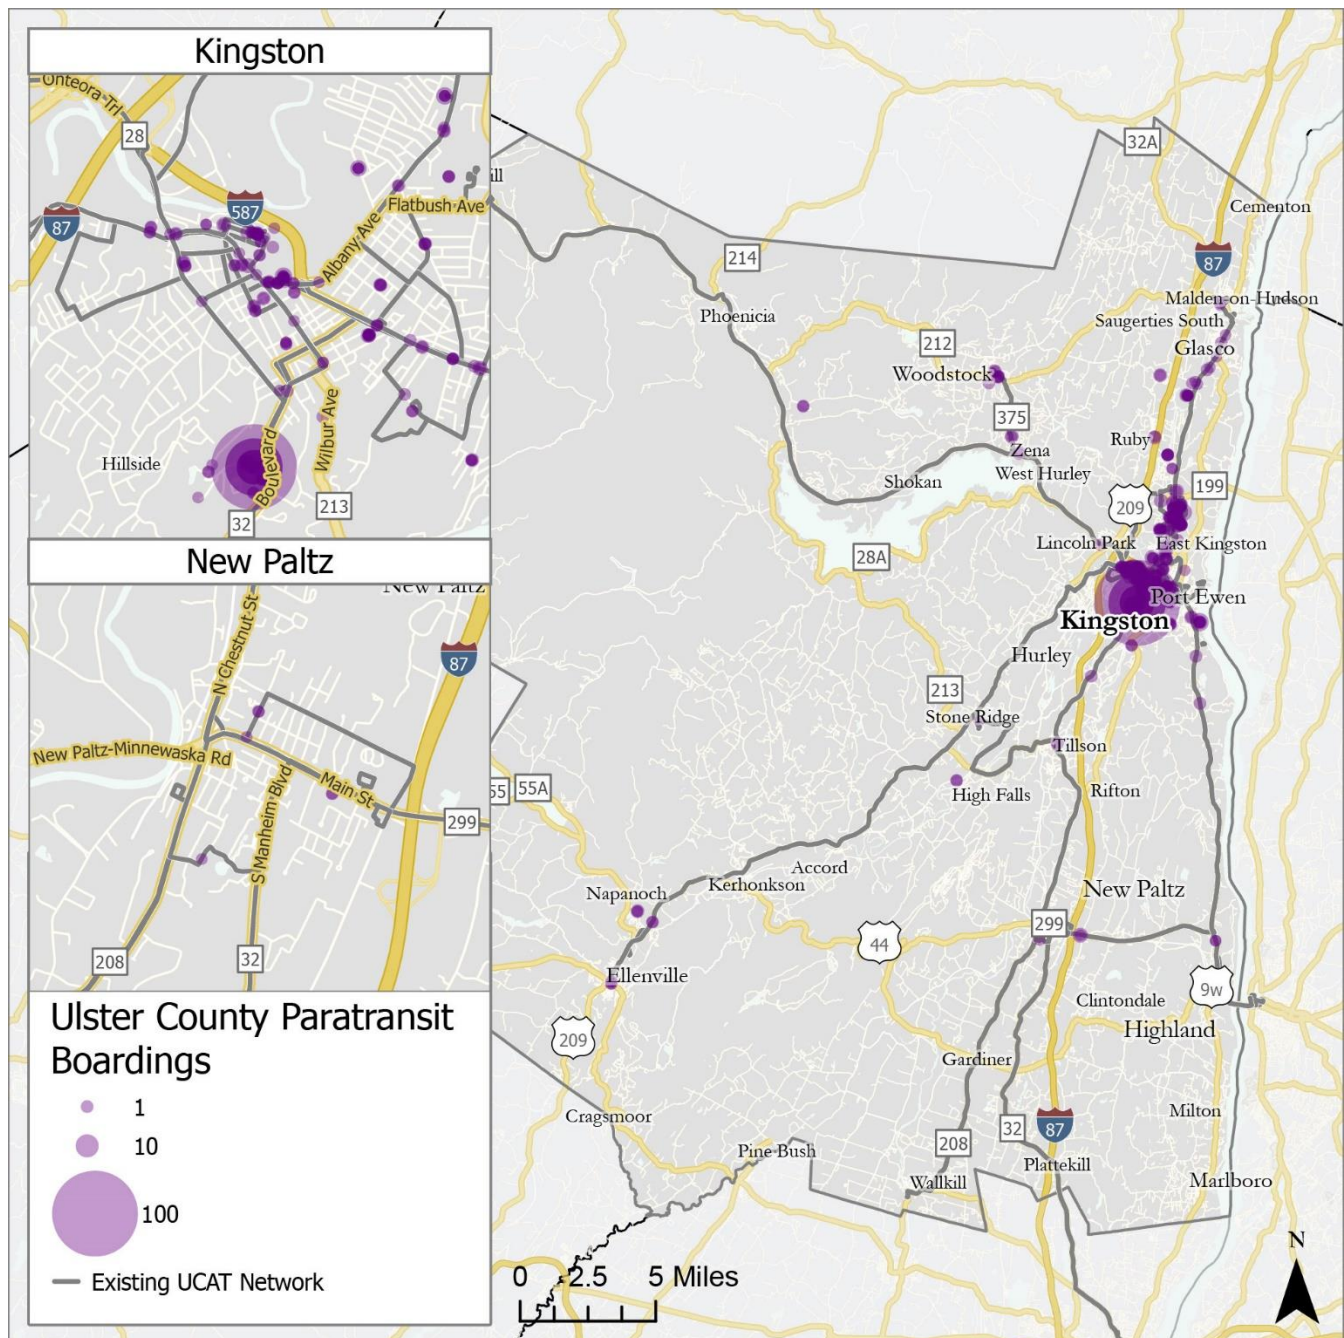 Kingston
Onteora Trl
28
587
87
ill
Flatbush Ave
Albany Ave
Wilbur Ave
Boulevard
Hillside
213
32
New Paltz
New Paltz
N Chestnut St
87
New Paltz-Minnewaska Rd
Main St
S Manheim Blvd
299
208
32
Ulster County Paratransit
Boardings
1
10
100
Existing UCAT Network
32A
Cementon
87
214
Malden-on-Hudson
Phoenicia
Saugerties South
212
Glasco
Woodstock
375
Ruby
Zena
West Hurley
Shokan
199
209
Lincoln Park
East Kingston
28A
Port Ewen
Kingston
Hurley
213
Stone Ridge
Tillson
55
55A
High Falls
Rifton
Accord
Kerhonkson
Napanoch
New Paltz
299
44
Ellenville
9w
Clintondale
Highland
209
Gardiner
Cragsmoor
Milton
32
87
Pine Bush
208
Plattekill
Wallkill
Marlboro
N
0 2.5 5 Miles